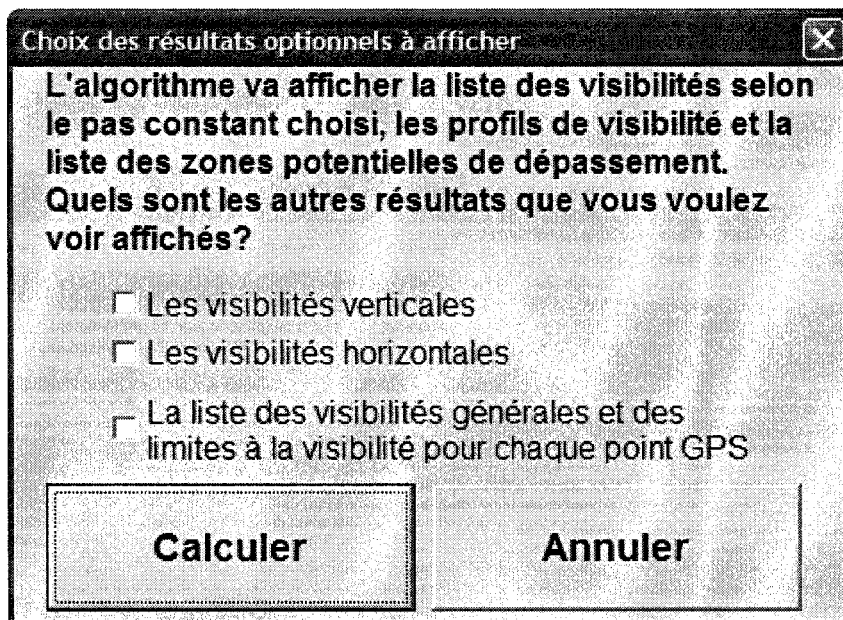 Choix des résultats optionnels à afficher
L'algorithme va afficher la liste des visibilités selon
le pas constant choisi, les profils de visibilité et la
liste des zones potentielles de dépassement.
Quels sont les autres résultats que vous voulez
voir affichés?
Les visibilités verticales
Les visibilités horizontales
La liste des visibilités générales et des
limites à la visibilité pour chaque point GPS
Calculer
Annuler